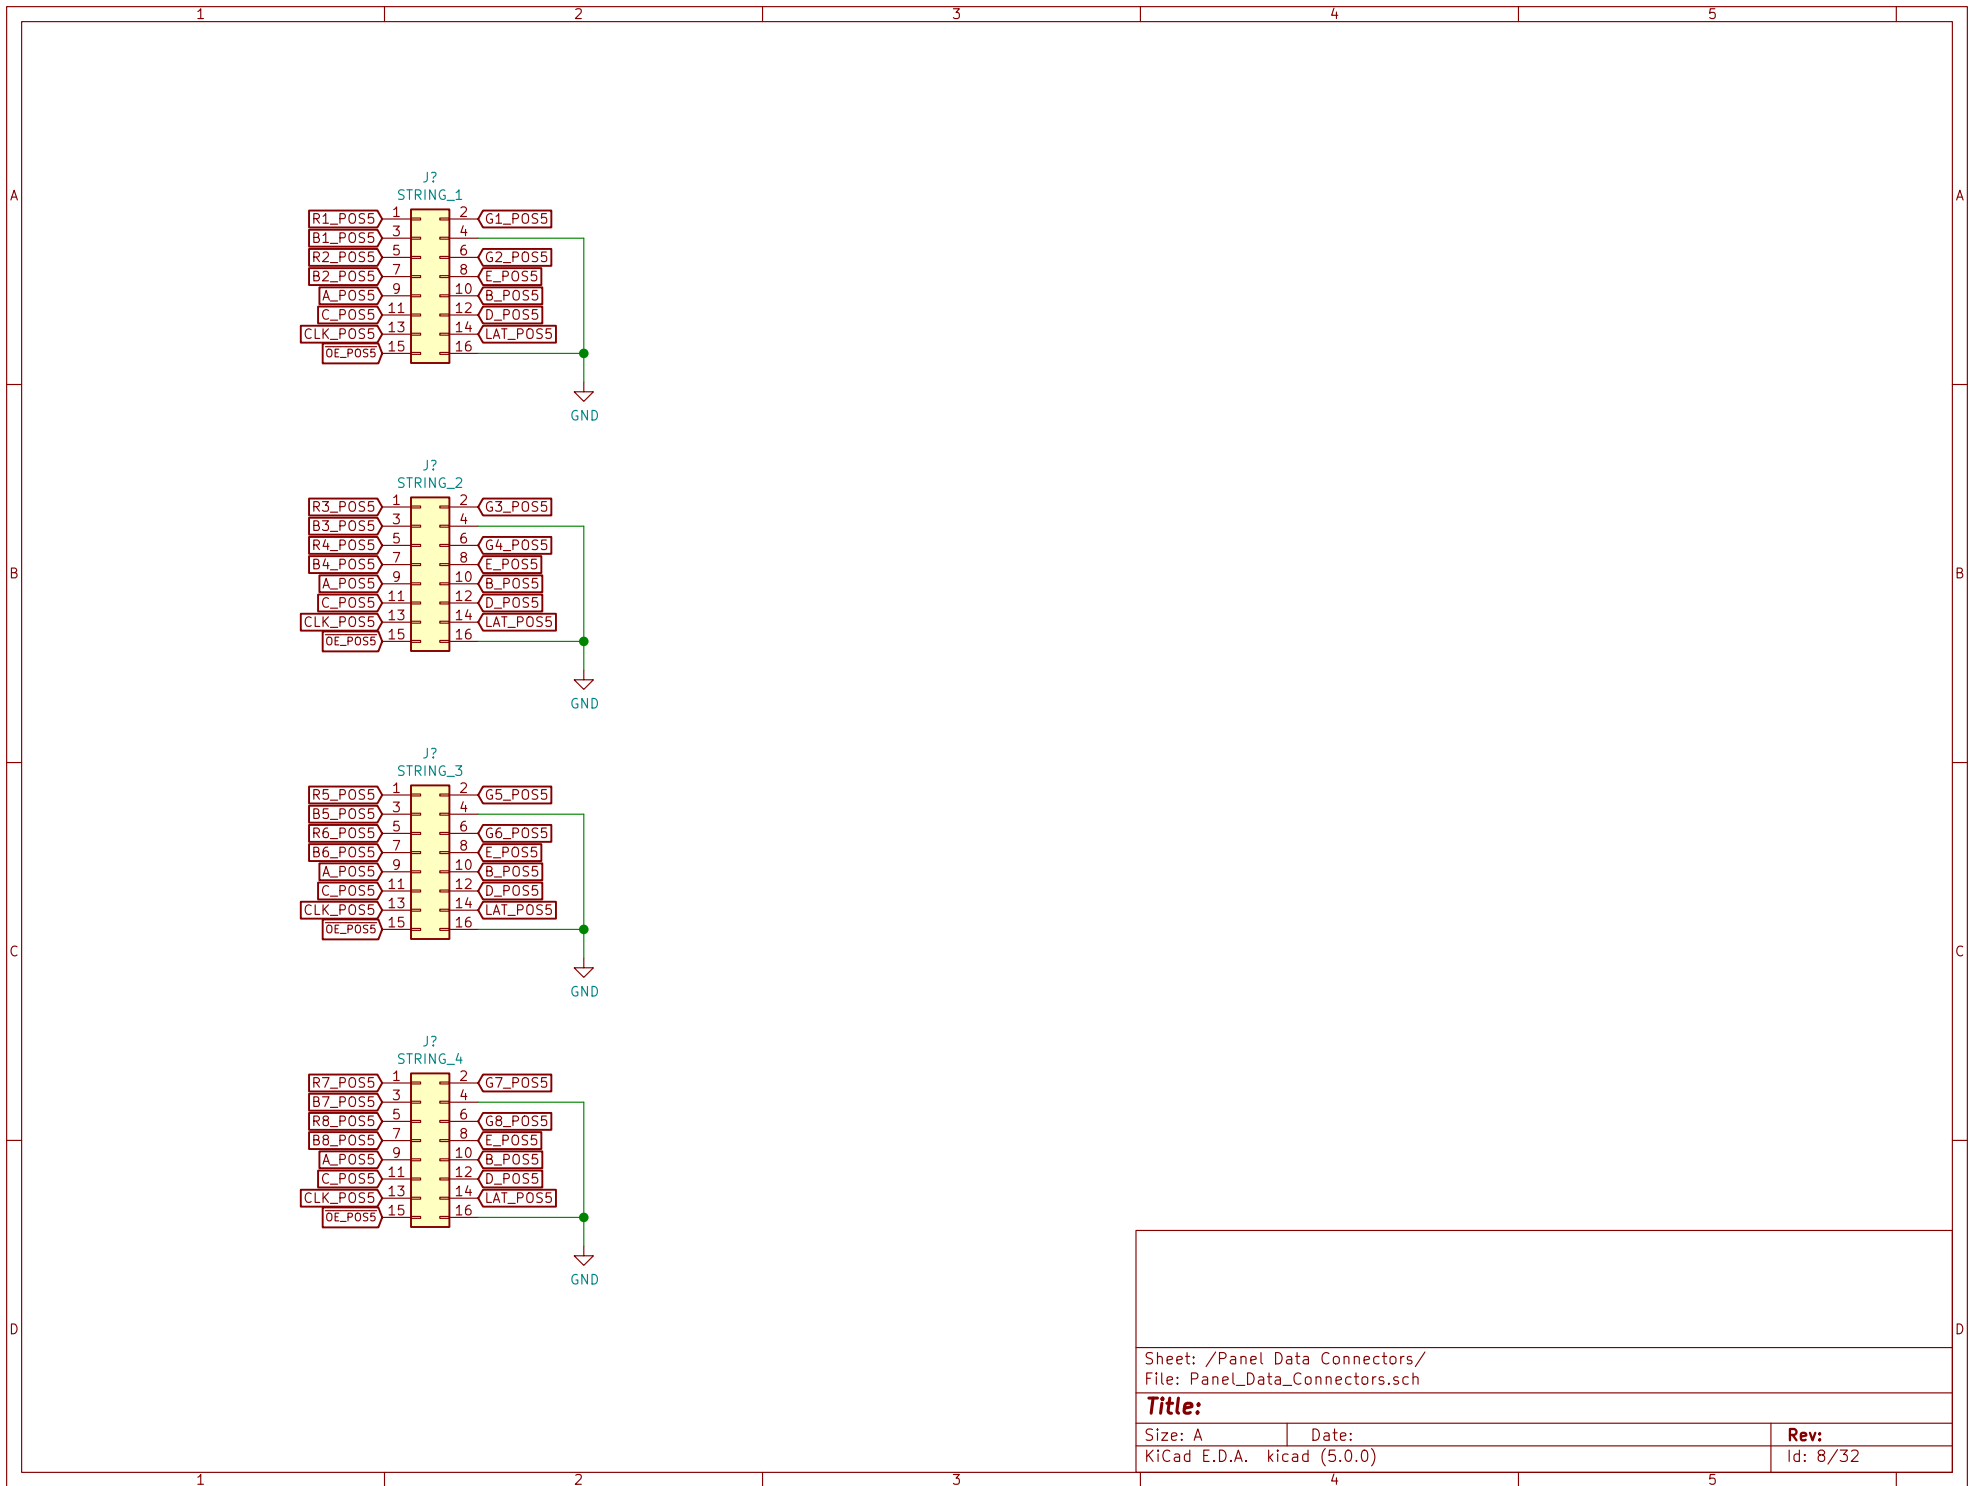 1 2 3 4 5
A A
J?
STRING_1
R1_POS5 1 2 G1_POS5
B1_POS5 3 4
R2_POS5 5 6 G2_POS5
B2_POS5 7 8 E_POS5
A_POS5 9 10 B_POS5
C_POS5 11 12 D_POS5
CLK_POS5 13 14 LAT_POS5
OE_POS5 15 16
GND
J?
STRING_2
R3_POS5 1 2 G3_POS5
B3_POS5 3 4
R4_POS5 5 6 G4_POS5
B4_POS5 7 8 E_POS5
B B
A_POS5 9 10 B_POS5
C_POS5 11 12 D_POS5
CLK_POS5 13 14 LAT_POS5
OE_POS5 15 16
GND
J?
STRING_3
R5_POS5 1 2 G5_POS5
B5_POS5 3 4
R6_POS5 5 6 G6_POS5
B6_POS5 7 8 E_POS5
A_POS5 9 10 B_POS5
C_POS5 11 12 D_POS5
CLK_POS5 13 14 LAT_POS5
OE_POS5 15 16
C C
GND
J?
STRING_4
R7_POS5 1 2 G7_POS5
B7_POS5 3 4
R8_POS5 5 6 G8_POS5
B8_POS5 7 8 E_POS5
A_POS5 9 10 B_POS5
C_POS5 11 12 D_POS5
CLK_POS5 13 14 LAT_POS5
OE_POS5 15 16
GND
D D
Sheet: /Panel Data Connectors/
File: Panel_Data_Connectors.sch
Title:
Size: A Date: Rev:
KiCad E.D.A. kicad (5.0.0) Id: 8/32
1 2 3 4 5